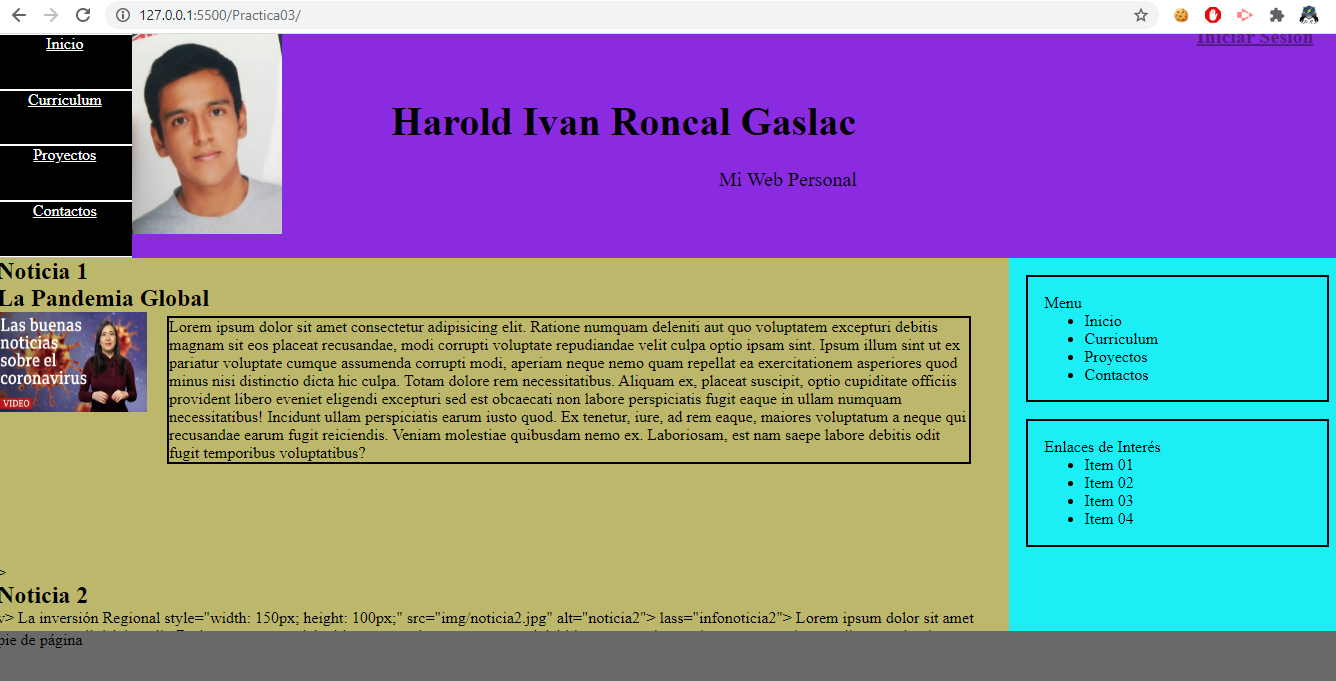 127.0.0.1:5500/Practica03/
Iniciar Sesión
Inicio
Curriculum
Proyectos
Contactos
Harold Ivan Roncal Gaslac
Mi Web Personal
Noticia 1
La Pandemia Global
Las buenas
noticias
sobre el
coronavirus
VIDEO
Lorem ipsum dolor sit amet consectetur adipisicing elit. Ratione numquam deleniti aut quo voluptatem excepturi debitis
magnam sit eos placeat recusandae, modi corrupti voluptate repudiandae velit culpa optio ipsam sint. Ipsum illum sint ut ex
pariatur voluptate cumque assumenda corrupti modi, aperiam neque nemo quam repellat ea exercitationem asperiores quod
minus nisi distinctio dicta hic culpa. Totam dolore rem necessitatibus. Aliquam ex, placeat suscipit, optio cupiditate officiis
provident libero eveniet eligendi excepturi sed est obcaecati non labore perspiciatis fugit eaque in ullam numquam
necessitatibus! Incidunt ullam perspiciatis earum iusto quod. Ex tenetur, iure, ad rem eaque, maiores voluptatum a neque qui
recusandae earum fugit reiciendis. Veniam molestiae quibusdam nemo ex. Laboriosam, est nam saepe labore debitis odit
fugit temporibus voluptatibus?
>
Noticia 2
v> La inversión Regional style="width: 150px; height: 100px;" src="img/noticia2.jpg" alt="noticia2"> lass="infonoticia2"> Lorem ipsum dolor sit amet
Menu
Inicio
Curriculum
Proyectos
Contactos
Enlaces de Interés
Item 01
Item 02
Item 03
Item 04
pie de página